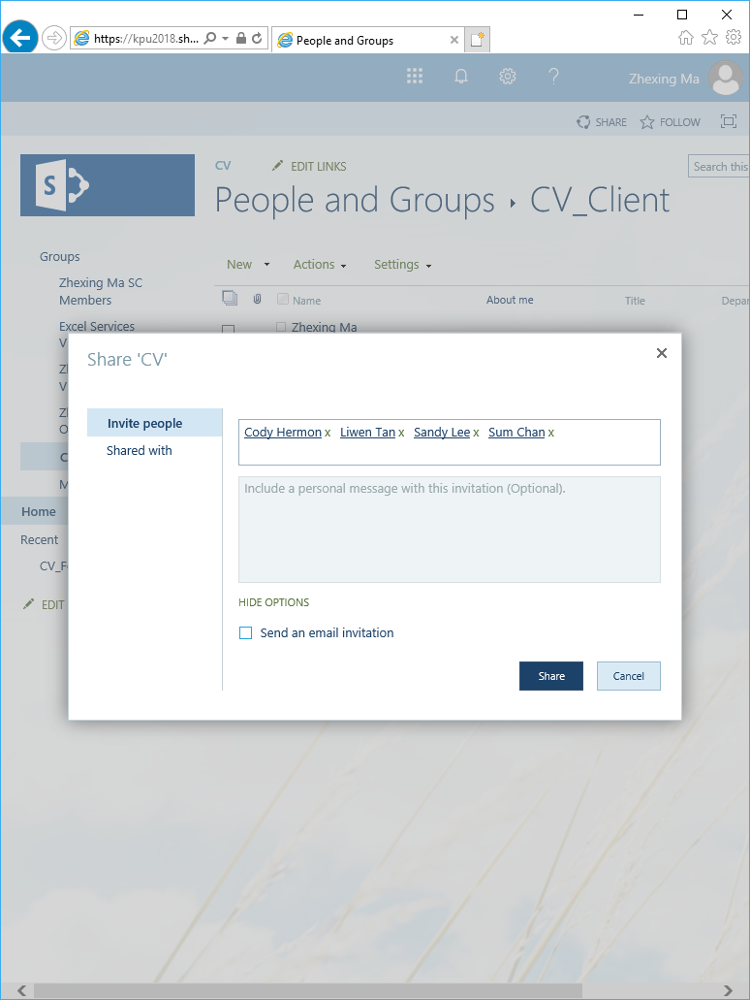 https://kpu2018.sh...
People and Groups
Zhexing Ma
SHARE
FOLLOW
S
CV
EDIT LINKS
Search this
People and Groups ▸ CV_Client
Groups
Zhexing Ma SC
Members
Excel Services
V
Zl
V
Zl
O
C
M
Home
Recent
CV_F
EDIT
New
Actions
Settings
Name
About me
Title
Depar
Zhexing Ma
Share 'CV'
Invite people
Shared with
Cody Hermon x Liwen Tan x Sandy Lee x Sum Chan x
Include a personal message with this invitation (Optional).
HIDE OPTIONS
Send an email invitation
Share
Cancel